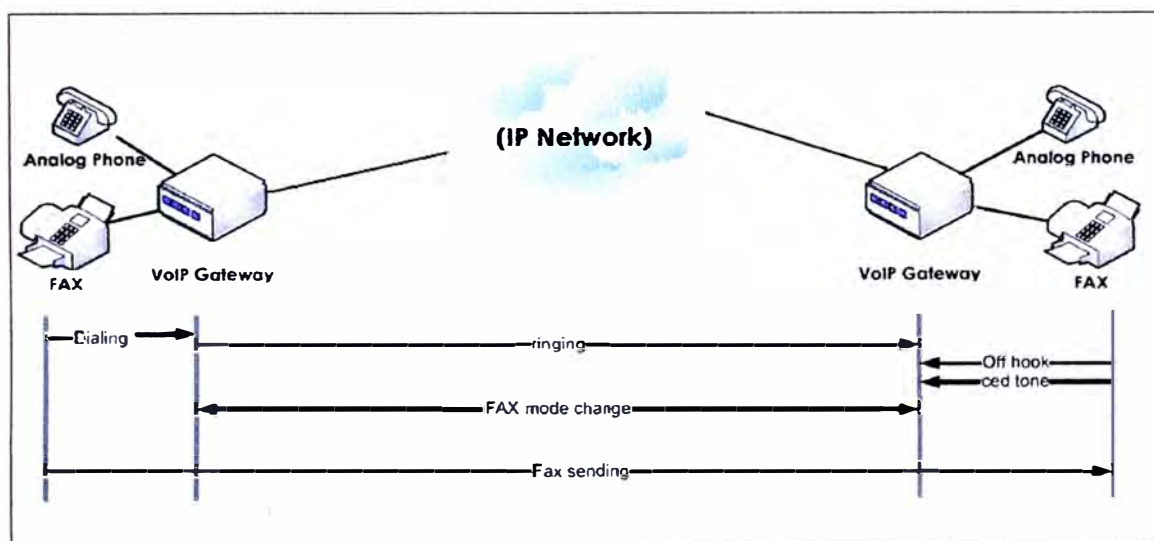 (IP Network)
Analog Phone
Analog Phone
VoIP Gateway
VoIP Gateway
FAX
FAX
Dialing
ringing
Off hook
ced tone
FAX mode change
Fax sending